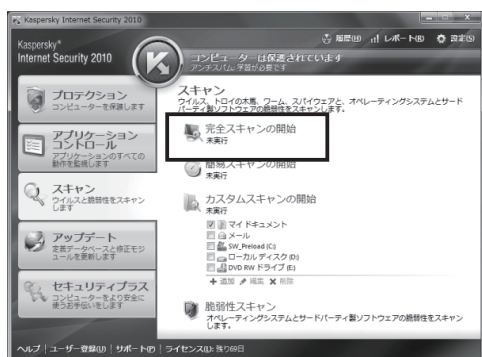 Kaspersky Internet Security 2010
Kaspersky
Internet Security 2010
履歴(H) レポート(R) 設定(S)
コンピューターは保護されています
アンチスパム: 学習が必要です
プロテクション
コンピューターを保護します
アプリケーション
コントロール
アプリケーションのすべての
動作を監視します
スキャン
ウイルスと脆弱性をスキャン
します
アップデート
定義データベースと修正モジ
ュールを更新します
セキュリティプラス
コンピューターをより安全に
使うお手伝いをします
スキャン
ウイルス、トロイの木馬、ワーム、スパイウェアと、オペレーティングシステムとサード
パーティ製ソフトウェアの脆弱性をスキャンします。
完全スキャンの開始
未実行
簡易スキャンの開始
未実行
カスタムスキャンの開始
未実行
マイ ドキュメント
メール
SW_Preload (C:)
ローカル ディスク (D:)
DVD RW ドライブ (E:)
追加 編集 削除
脆弱性スキャン
オペレーティングシステムとサードパーティ製ソフトウェアの脆弱性をスキャン
します。
ヘルプ ユーザー登録(U) サポート(P) ライセンス(L): 残り69日